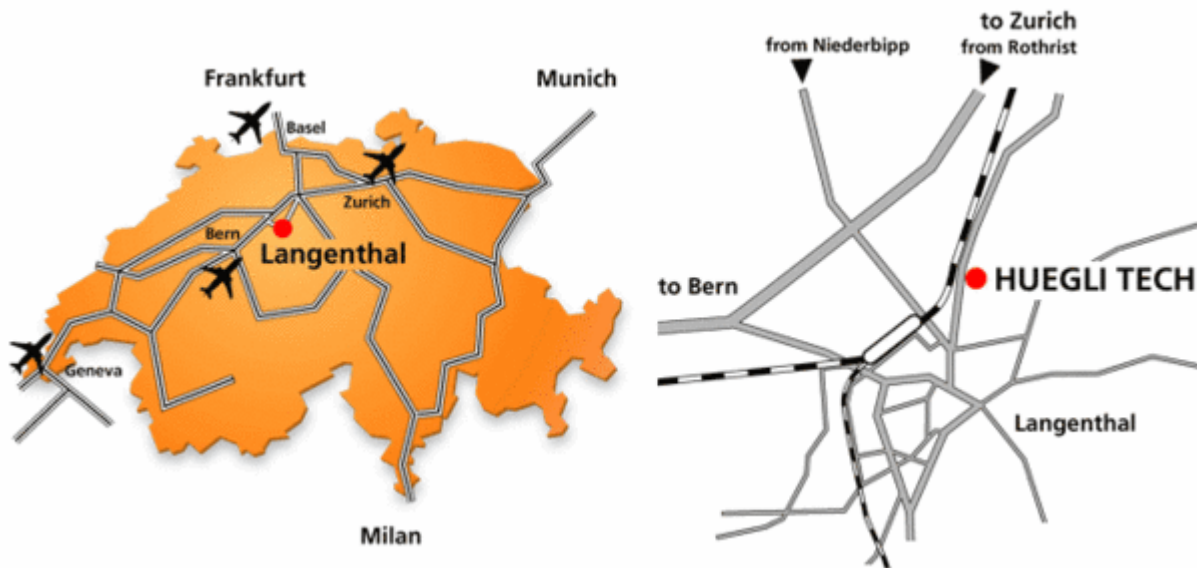 Frankfurt
Munich
Basel
Zurich
Bern
Langenthal
Geneva
Milan
to Zurich
from Niederbipp
from Rothrist
to Bern
HUEGLI TECH
Langenthal